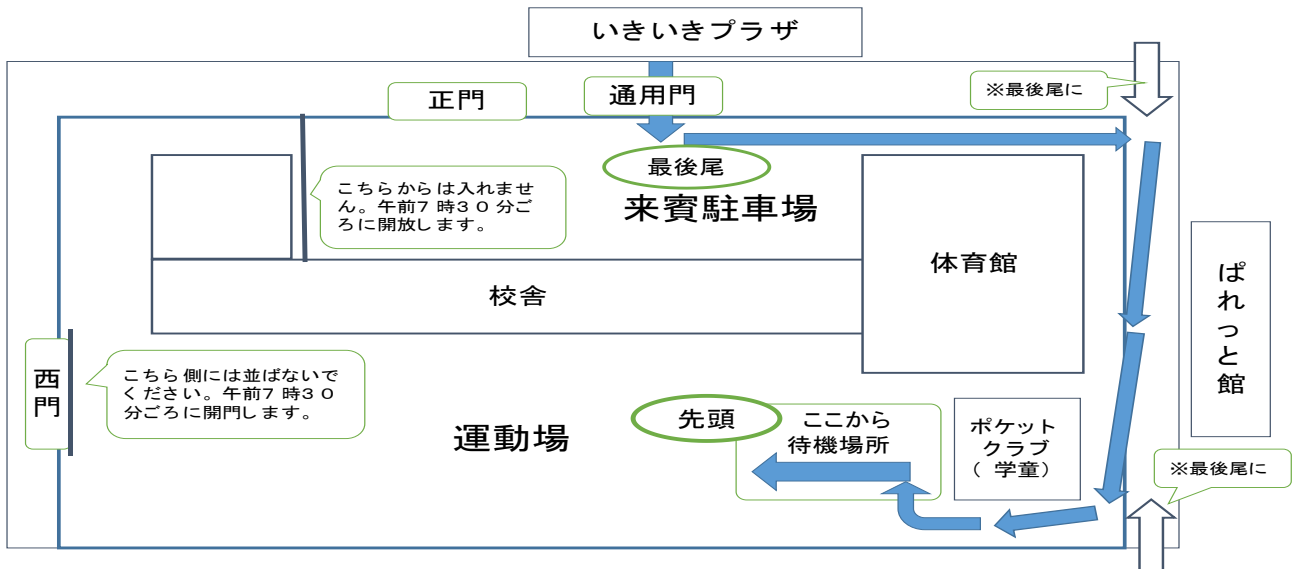 いきいきプラザ
正門
通用門
※最後尾に
最後尾
こちらからは入れませ
ん。午前7時30分ご
ろに開放します。
来賓駐車場
体育館
校舎
ぱれっと館
西門
こちら側には並ばないで
ください。午前7時30
分ごろに開門します。
運動場
先頭
ここから
待機場所
ポケット
クラブ
(学童)
※最後尾に